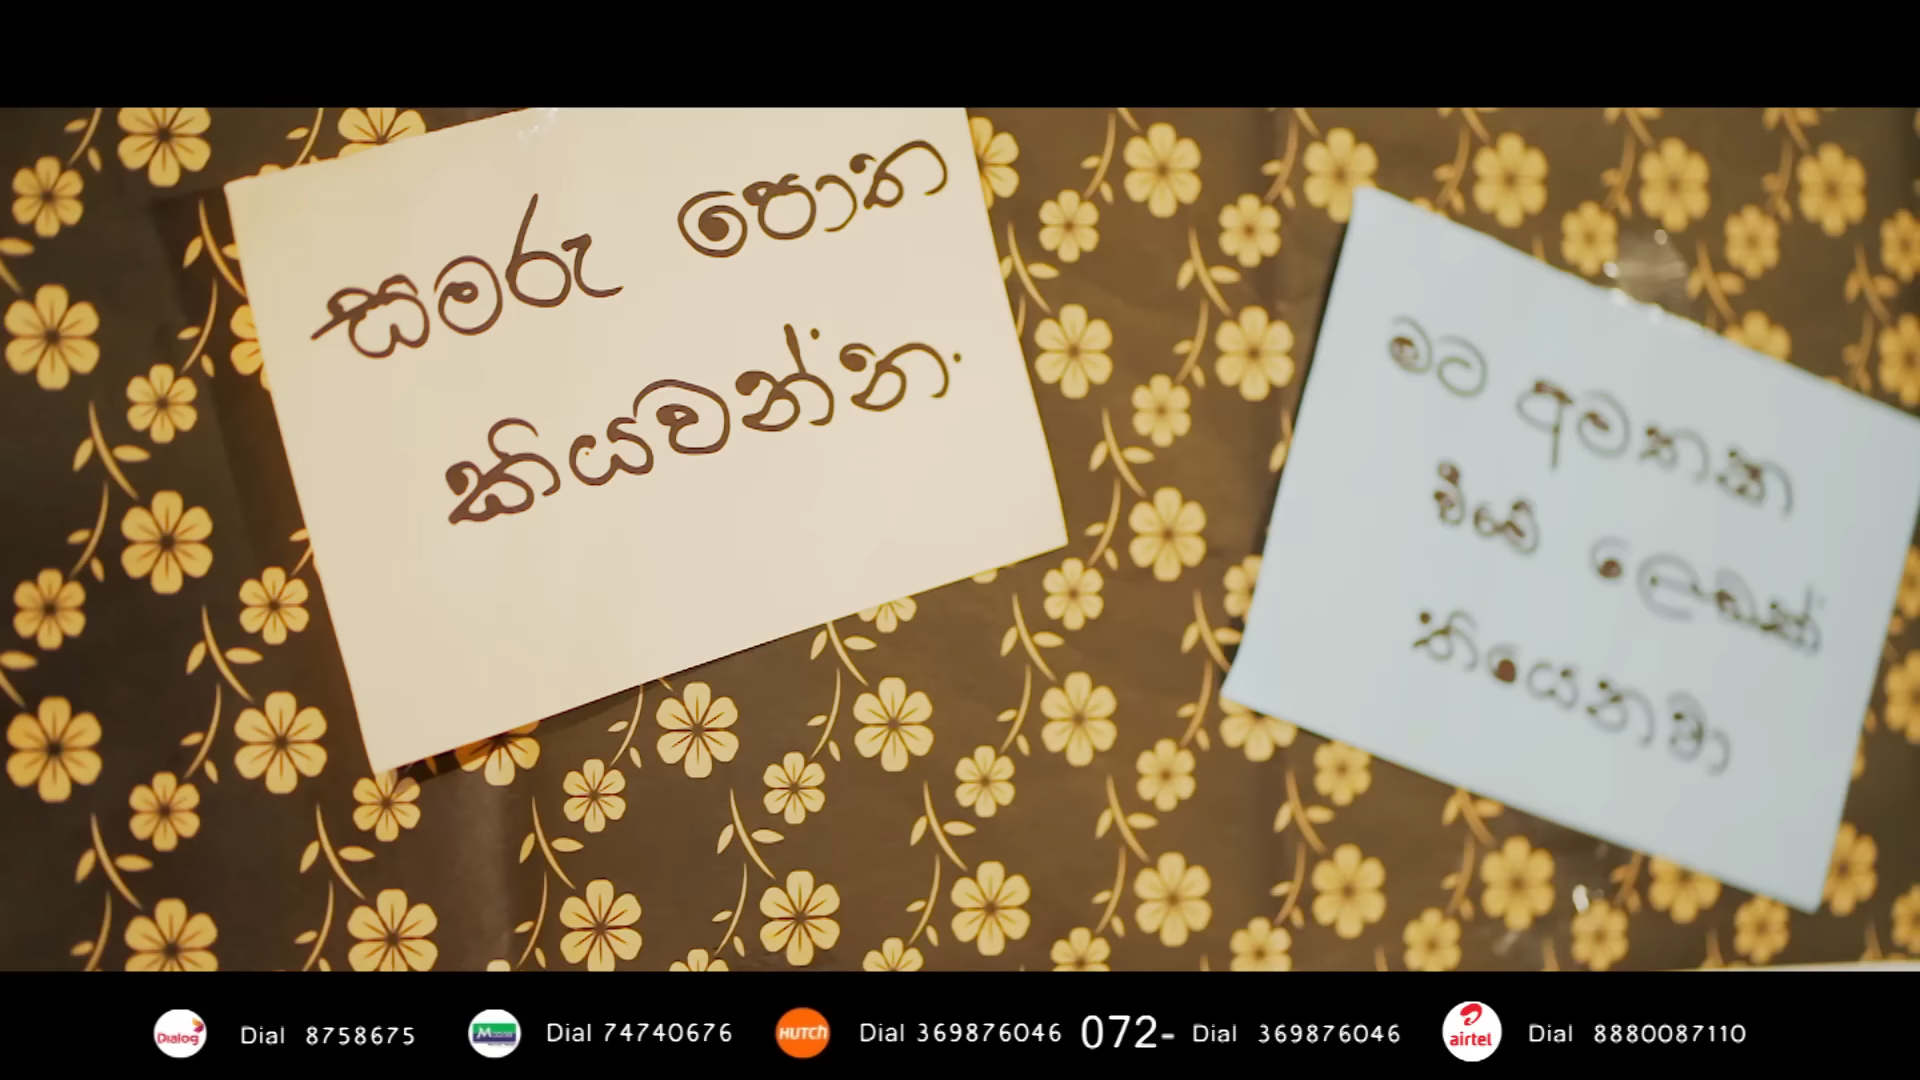 සමරු පොත
කියවන්න.
මට අමතක
වීමේ ලෙඩක්
තියෙනවා
Dialog Dial 8758675 Mobitel Dial 74740676 HUTCH Dial 369876046 072- Dial 369876046 airtel Dial 8880087110